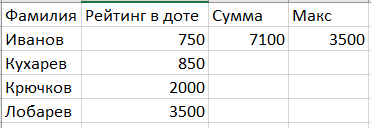 Фамилия Рейтинг в доте Сумма Макс
Иванов 750 7100 3500
Кухарев 850
Крючков 2000
Лобарев 3500